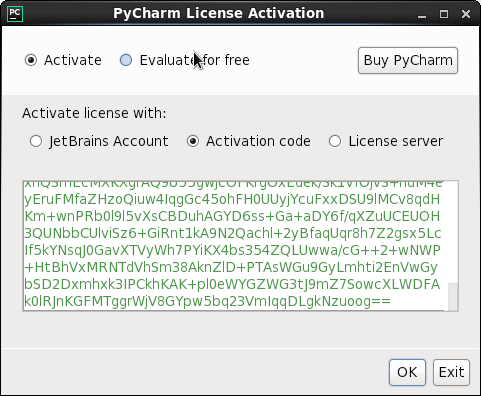 PC
PyCharm License Activation
Activate
Evaluate for free
Buy PyCharm
Activate license with:
JetBrains Account
Activation code
License server
yEruFMfaZHzoQiuw4IqgGc45ohFH0UUyjYcuFxxDSU9lMCv8qdH
Km+wnPRb0l9l5vXsCBDuhAGYD6ss+Ga+aDY6f/qXZuUCEUOH
3QUNbbCUlviSz6+GiRnt1kA9N2Qachl+2yBfaqUqr8h7Z2gsx5Lc
If5kYNsqJ0GavXTVyWh7PYiKX4bs354ZQLUwwa/cG++2+wNWP
+HtBhVxMRNTdVhSm38AknZlD+PTAsWGu9GyLmhti2EnvWGy
bSD2Dxmhxk3IPCkhKAK+pl0eWYGZWG3tJ9mZ7SowcXLWDFA
k0lRJnKGFMTggrWjV8GYpw5bq23VmIqqDLgkNzuoog==
OK
Exit